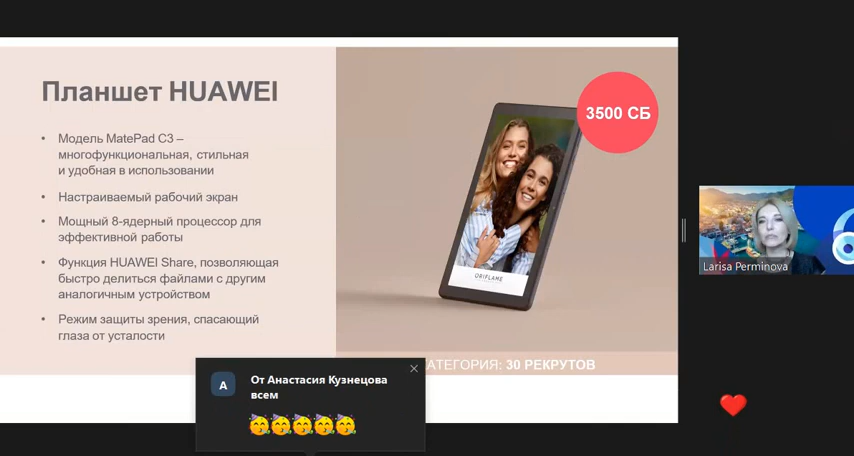 Планшет HUAWEI
3500 СБ
• Модель MatePad C3 –
многофункциональная, стильная
и удобная в использовании
• Настраиваемый рабочий экран
• Мощный 8-ядерный процессор для
эффективной работы
• Функция HUAWEI Share, позволяющая
быстро делиться файлами с другим
аналогичным устройством
• Режим защиты зрения, спасающий
глаза от усталости
ORIFLAME
АТЕГОРИЯ: 30 РЕКРУТОВ
Larisa Perminova
А
От Анастасия Кузнецова
всем
🥳🥳🥳🥳🥳